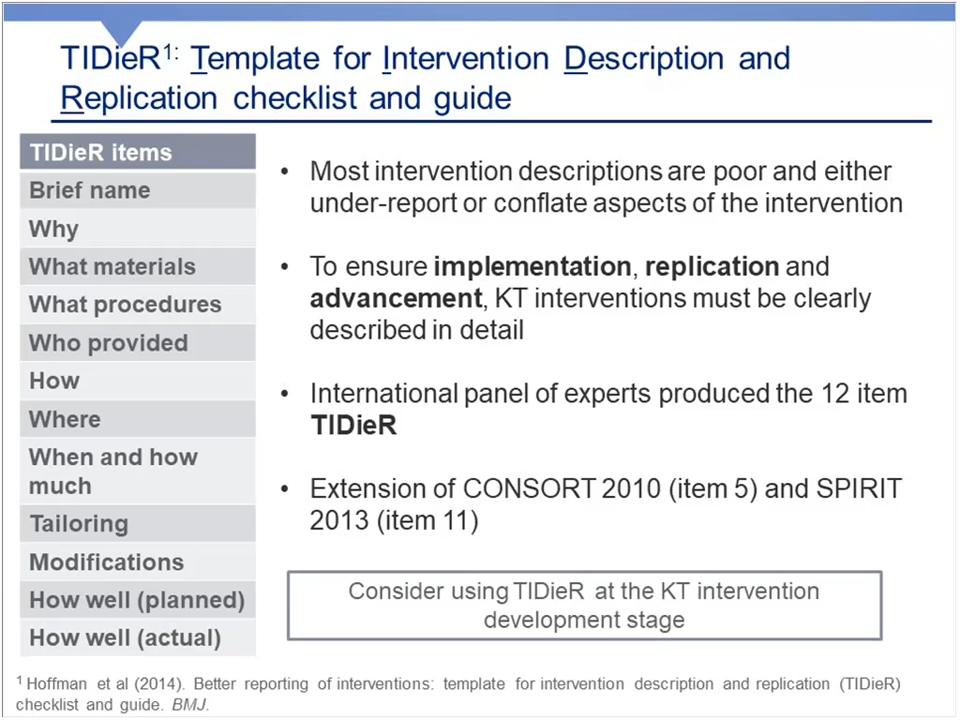 TIDieR1: Template for Intervention Description and
Replication checklist and guide
TIDieR items
Brief name
Why
What materials
What procedures
Who provided
How
Where
When and how
much
Tailoring
Modifications
How well (planned)
How well (actual)
• Most intervention descriptions are poor and either
under-report or conflate aspects of the intervention
• To ensure implementation, replication and
advancement, KT interventions must be clearly
described in detail
• International panel of experts produced the 12 item
TIDieR
• Extension of CONSORT 2010 (item 5) and SPIRIT
2013 (item 11)
Consider using TIDieR at the KT intervention
development stage
1 Hoffman et al (2014). Better reporting of interventions: template for intervention description and replication (TIDieR)
checklist and guide. BMJ.